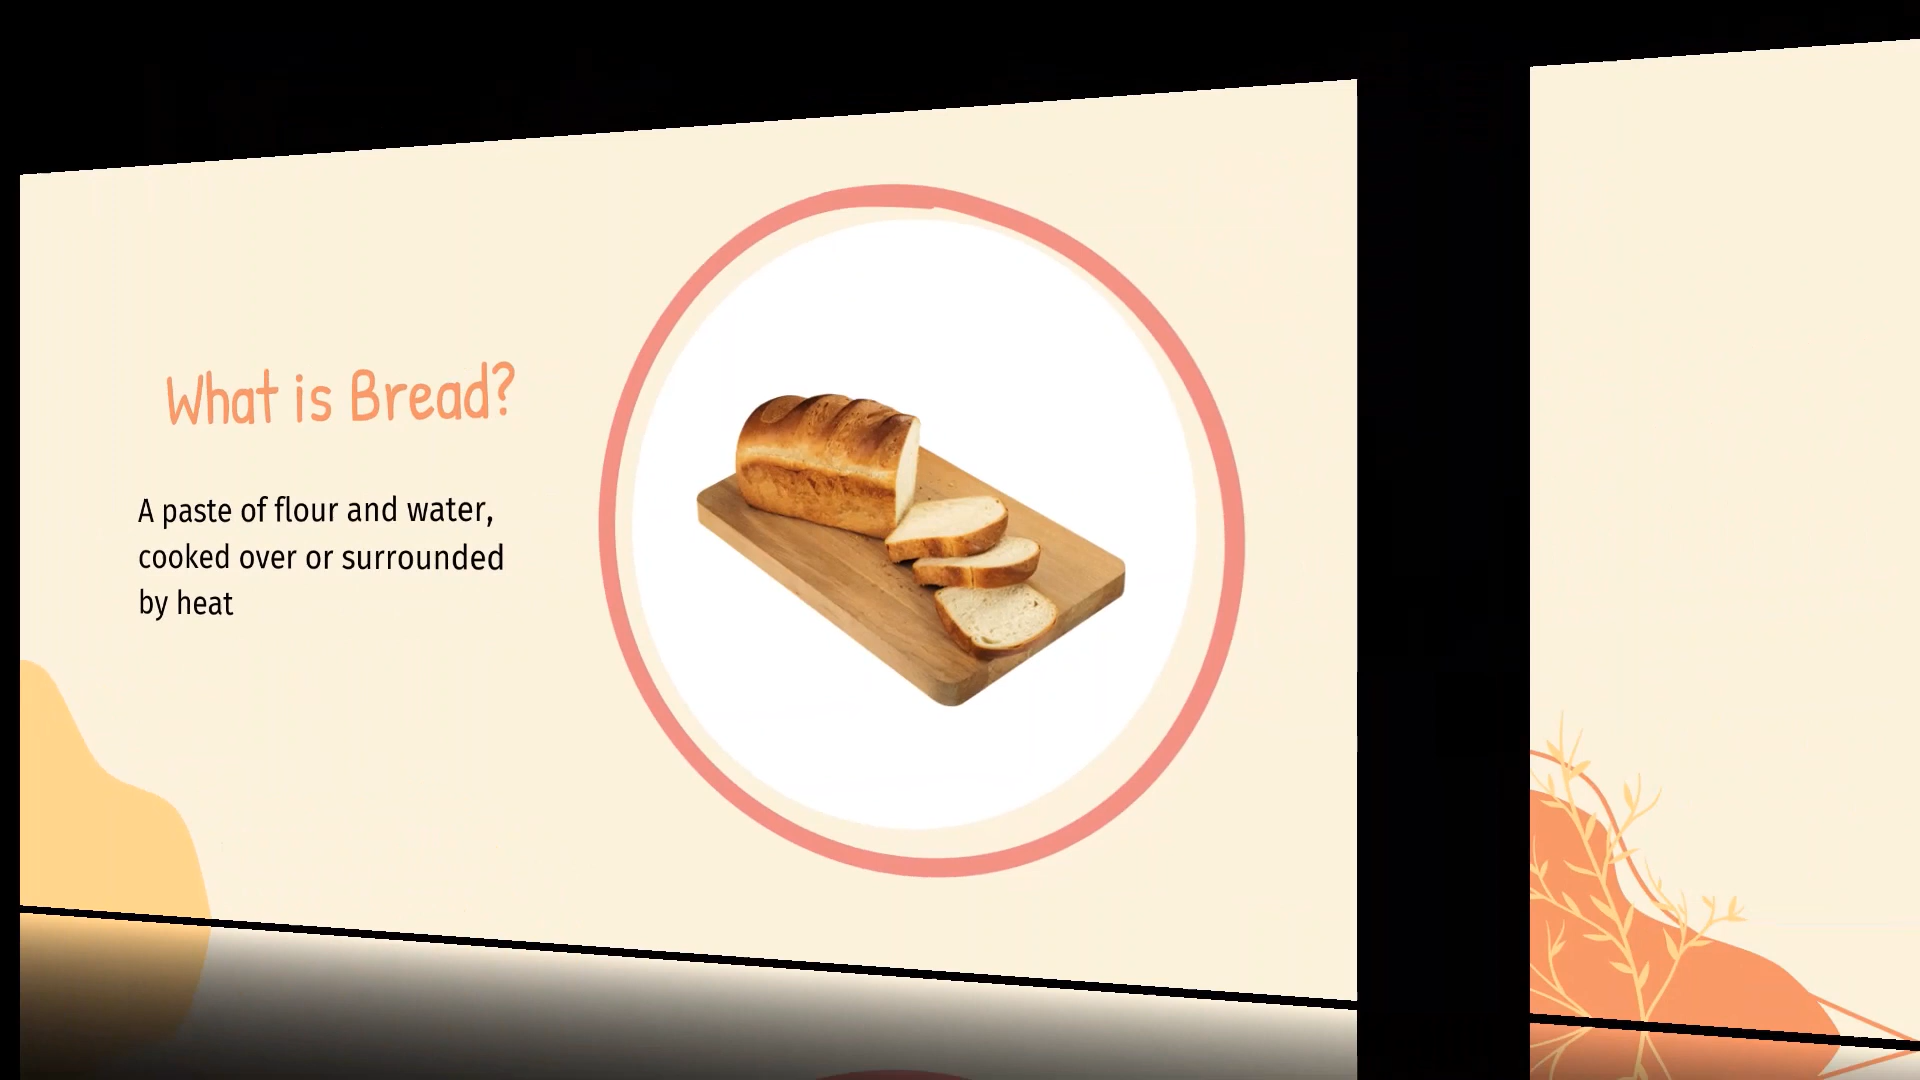 What is Bread?
A paste of flour and water,
cooked over or surrounded
by heat